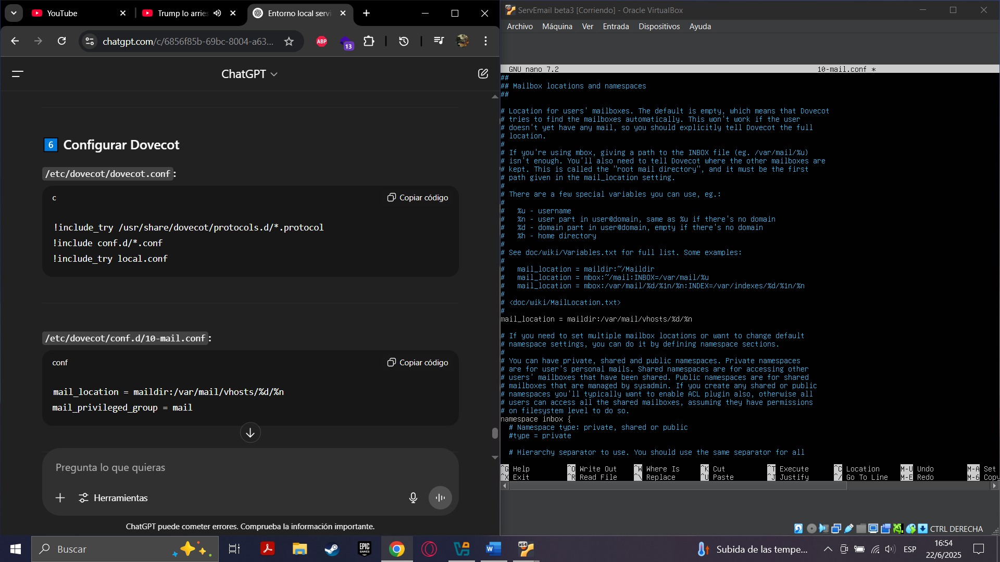 YouTube
Trump lo arries
Entorno local servi
chatgpt.com/c/6856f85b-69bc-8004-a63...
ABP
13
ChatGPT
6 Configurar Dovecot
/etc/dovecot/dovecot.conf:
c
Copiar código
!include_try /usr/share/dovecot/protocols.d/*.protocol
!include conf.d/*.conf
!include_try local.conf
/etc/dovecot/conf.d/10-mail.conf:
conf
Copiar código
mail_location = maildir:/var/mail/vhosts/%d/%n
mail_privileged_group = mail
Pregunta lo que quieras
Herramientas
ChatGPT puede cometer errores. Comprueba la información importante.
ServEmail beta3 [Corriendo] - Oracle VirtualBox
Archivo Máquina Ver Entrada Dispositivos Ayuda
GNU nano 7.2 10-mail.conf *
##
## Mailbox locations and namespaces
##
# Location for users' mailboxes. The default is empty, which means that Dovecot
# tries to find the mailboxes automatically. This won't work if the user
# doesn't yet have any mail, so you should explicitly tell Dovecot the full
# location.
#
# If you're using mbox, giving a path to the INBOX file (eg. /var/mail/%u)
# isn't enough. You'll also need to tell Dovecot where the other mailboxes are
# kept. This is called the "root mail directory", and it must be the first
# path given in the mail_location setting.
#
# There are a few special variables you can use, eg.:
#
# %u - username
# %n - user part in user@domain, same as %u if there's no domain
# %d - domain part in user@domain, empty if there's no domain
# %h - home directory
#
# See doc/wiki/Variables.txt for full list. Some examples:
#
# mail_location = maildir:~/Maildir
# mail_location = mbox:~/mail:INBOX=/var/mail/%u
# mail_location = mbox:/var/mail/%d/%1n/%n:INDEX=/var/indexes/%d/%1n/%n
#
# <doc/wiki/MailLocation.txt>
#
mail_location = maildir:/var/mail/vhosts/%d/%n
# If you need to set multiple mailbox locations or want to change default
# namespace settings, you can do it by defining namespace sections.
#
# You can have private, shared and public namespaces. Private namespaces
# are for user's personal mails. Shared namespaces are for accessing other
# users' mailboxes that have been shared. Public namespaces are for shared
# mailboxes that are managed by sysadmin. If you create any shared or public
# namespaces you'll typically want to enable ACL plugin also, otherwise all
# users can access all the shared mailboxes, assuming they have permissions
# on filesystem level to do so.
namespace inbox {
# Namespace type: private, shared or public
#type = private
# Hierarchy separator to use. You should use the same separator for all
^G Help ^O Write Out ^W Where Is ^K Cut ^T Execute ^C Location M-U Undo M-A Set
^X Exit ^R Read File ^\ Replace ^U Paste ^J Justify ^/ Go To Line M-E Redo M-6 Copy
CTRL DERECHA
Buscar
EPIC GAMES
W
X64
Subida de las tempe...
ESP
16:54
22/6/2025